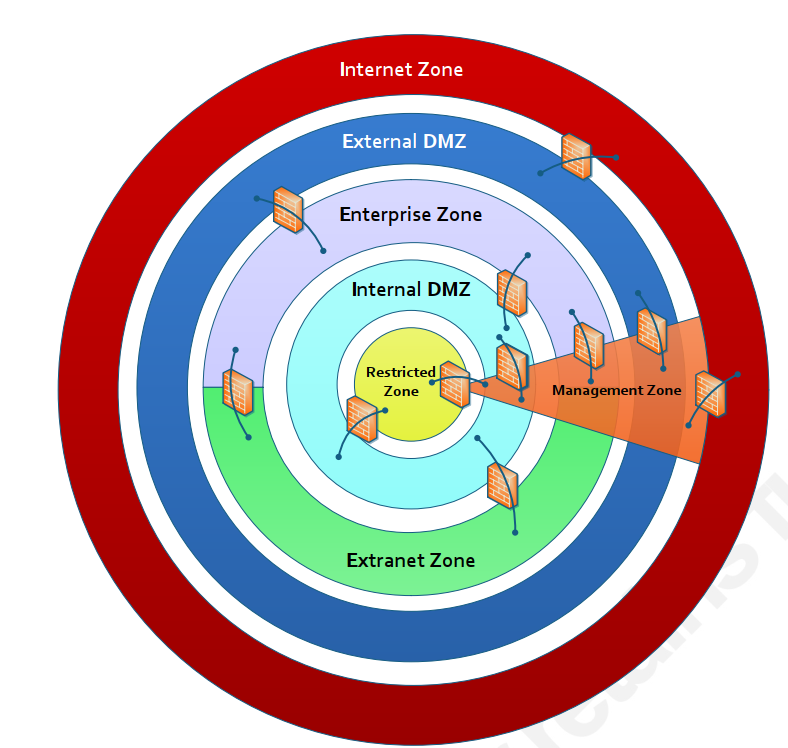 Internet Zone
External DMZ
Enterprise Zone
Internal DMZ
Restricted
Zone
Management Zone
Extranet Zone